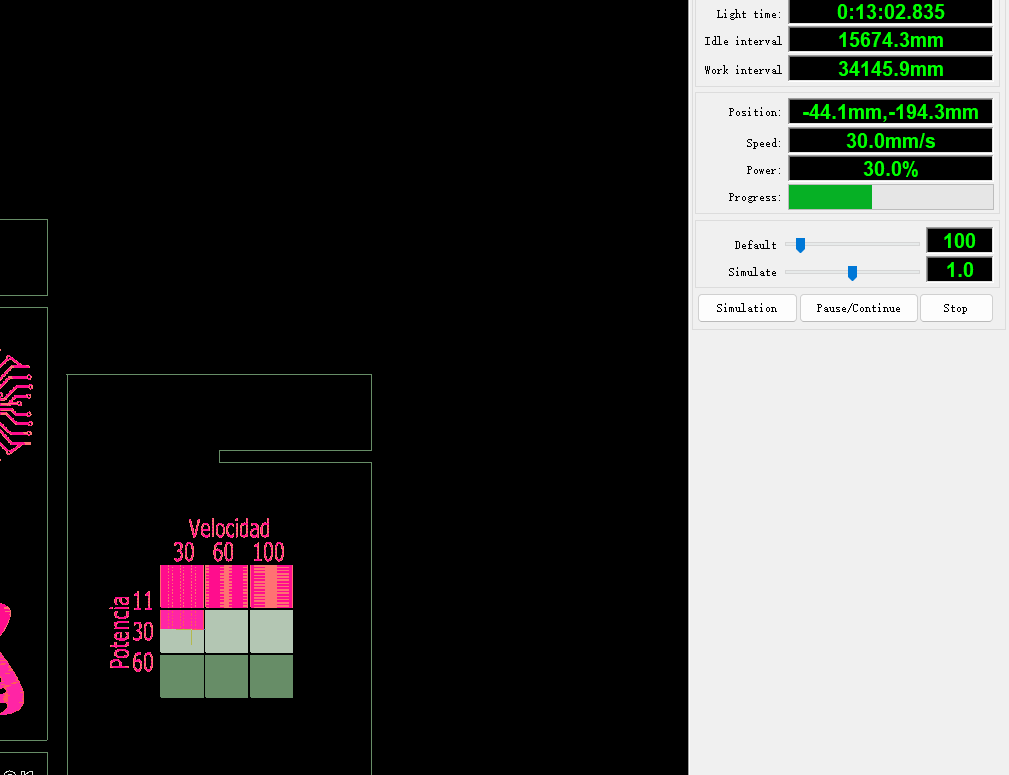 Light time: 0:13:02.835
Idle interval 15674.3mm
Work interval 34145.9mm
Position: -44.1mm,-194.3mm
Speed: 30.0mm/s
Power: 30.0%
Progress:
Default 100
Simulate 1.0
Simulation Pause/Continue Stop
Velocidad
30 60 100
Potencia
11
30
60